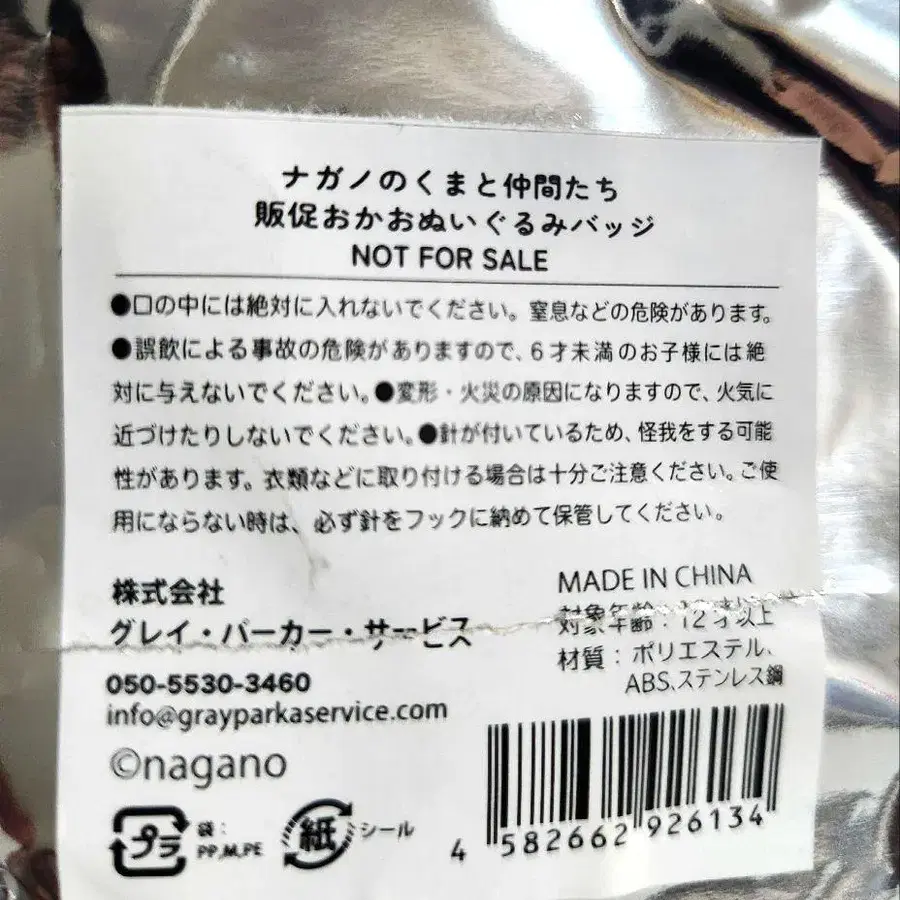 ナガノのくまと仲間たち
販促おかおぬいぐるみバッジ
NOT FOR SALE
●口の中には絶対に入れないでください。窒息などの危険があります。
●誤飲による事故の危険がありますので、6才未満のお子様には絶
対に与えないでください。●変形・火災の原因になりますので、火気に
近づけたりしないでください。●針が付いているため、怪我をする可能
性があります。衣類などに取り付ける場合は十分ご注意ください。ご使
用にならない時は、必ず針をフックに納めて保管してください。
株式会社
グレイ・パーカー・サービス
050-5530-3460
info@grayparkaservice.com
©nagano
MADE IN CHINA
対象年齢：12才以上
材質：ポリエステル、
ABS、ステンレス鋼
プラ
袋：
PP,M,PE
紙
シール
4 582662 926134